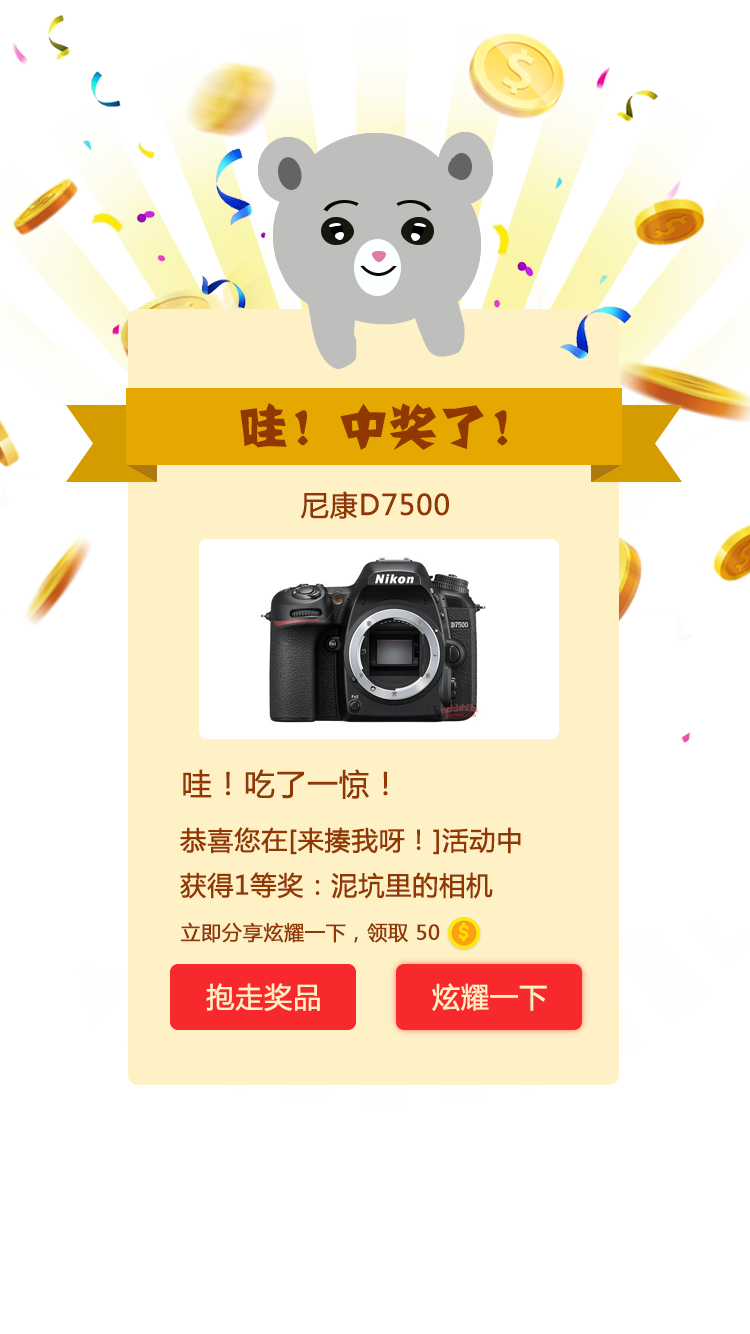 哇！中奖了！
尼康D7500
Nikon
D7500
哇！吃了一惊！
恭喜您在[来揍我呀！]活动中
获得1等奖：泥坑里的相机
立即分享炫耀一下，领取 50 $
抱走奖品
炫耀一下